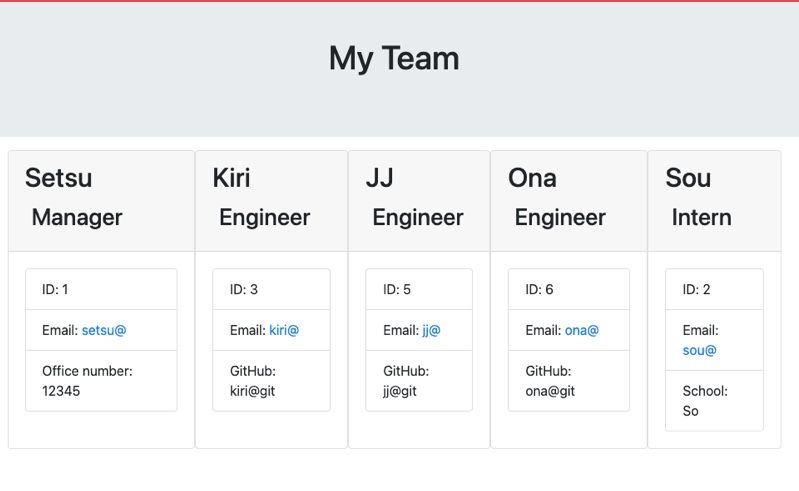 My Team
Setsu
Manager
ID: 1
Email: setsu@
Office number:
12345
Kiri
Engineer
ID: 3
Email: kiri@
GitHub:
kiri@git
JJ
Engineer
ID: 5
Email: jj@
GitHub:
jj@git
Ona
Engineer
ID: 6
Email: ona@
GitHub:
ona@git
Sou
Intern
ID: 2
Email:
sou@
School:
So